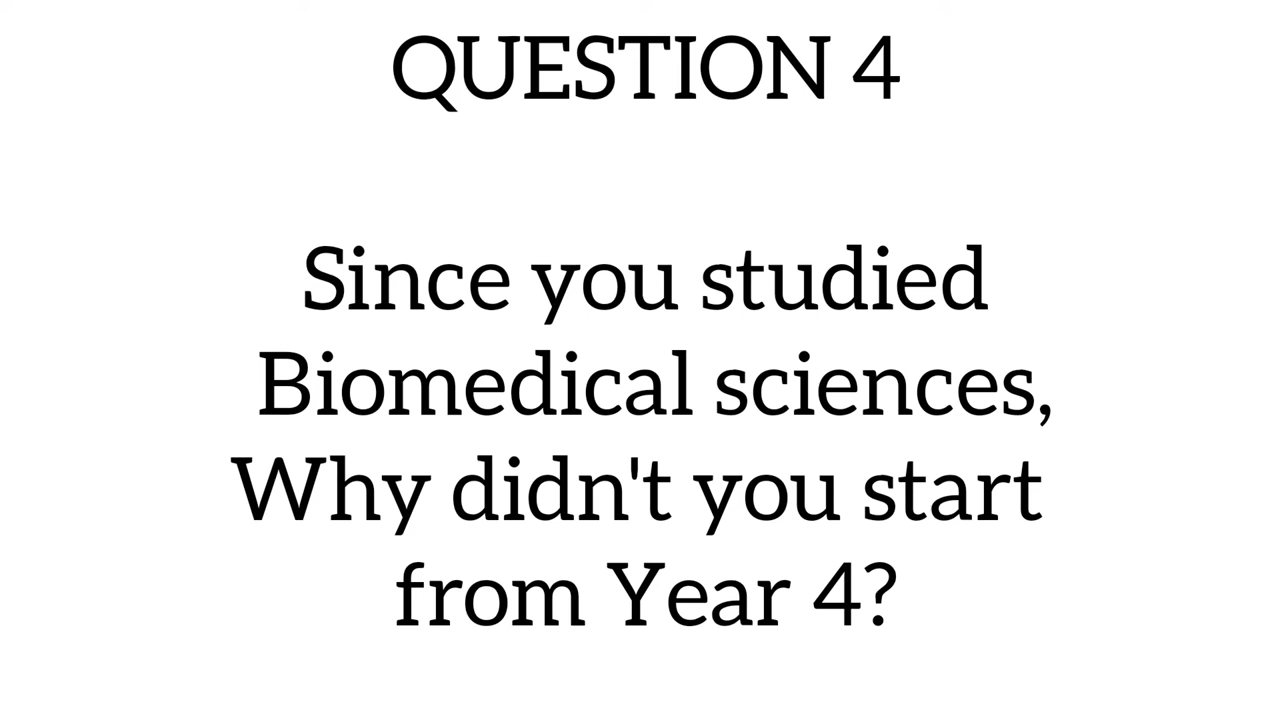 QUESTION 4
Since you studied
Biomedical sciences,
Why didn't you start
from Year 4?